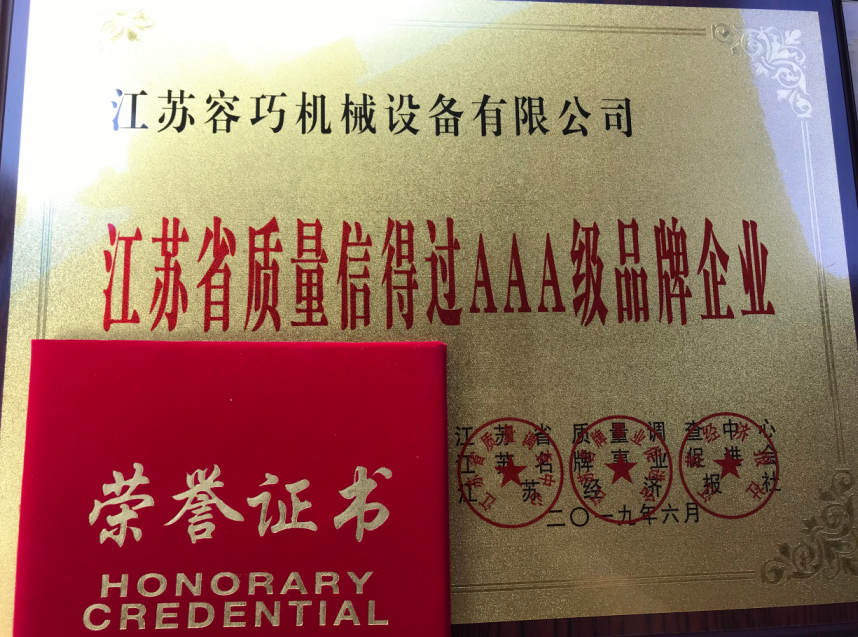 江苏容巧机械设备有限公司
江苏省质量信得过AAA级品牌企业
江苏省质量调查中心
江苏名牌事业促进会
江苏经济报社
二〇一九年六月
荣誉证书
HONORARY
CREDENTIAL